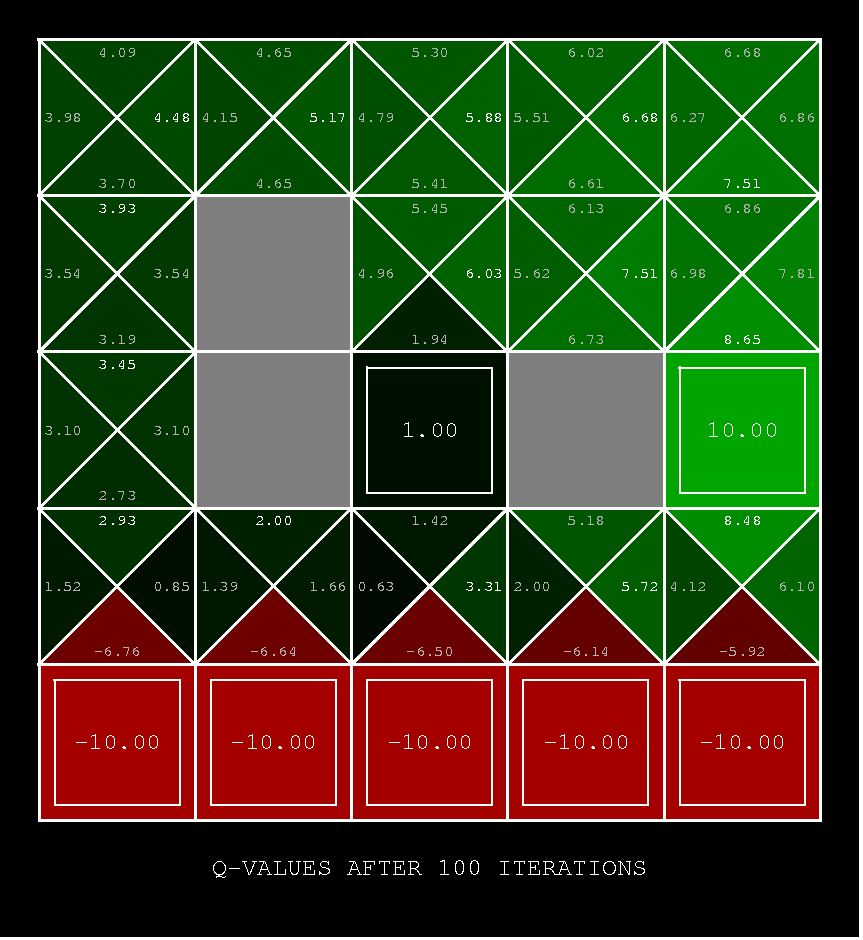 4.09 4.65 5.30 6.02 6.68
3.98 4.48 4.15 5.17 4.79 5.88 5.51 6.68 6.27 6.86
3.70 4.65 5.41 6.61 7.51
3.93 5.45 6.13 6.86
3.54 3.54 4.96 6.03 5.62 7.51 6.98 7.81
3.19 1.94 6.73 8.65
3.45
3.10 3.10 1.00 10.00
2.73
2.93 2.00 1.42 5.18 8.48
1.52 0.85 1.39 1.66 0.63 3.31 2.00 5.72 4.12 6.10
-6.76 -6.64 -6.50 -6.14 -5.92
-10.00 -10.00 -10.00 -10.00 -10.00
Q-VALUES AFTER 100 ITERATIONS